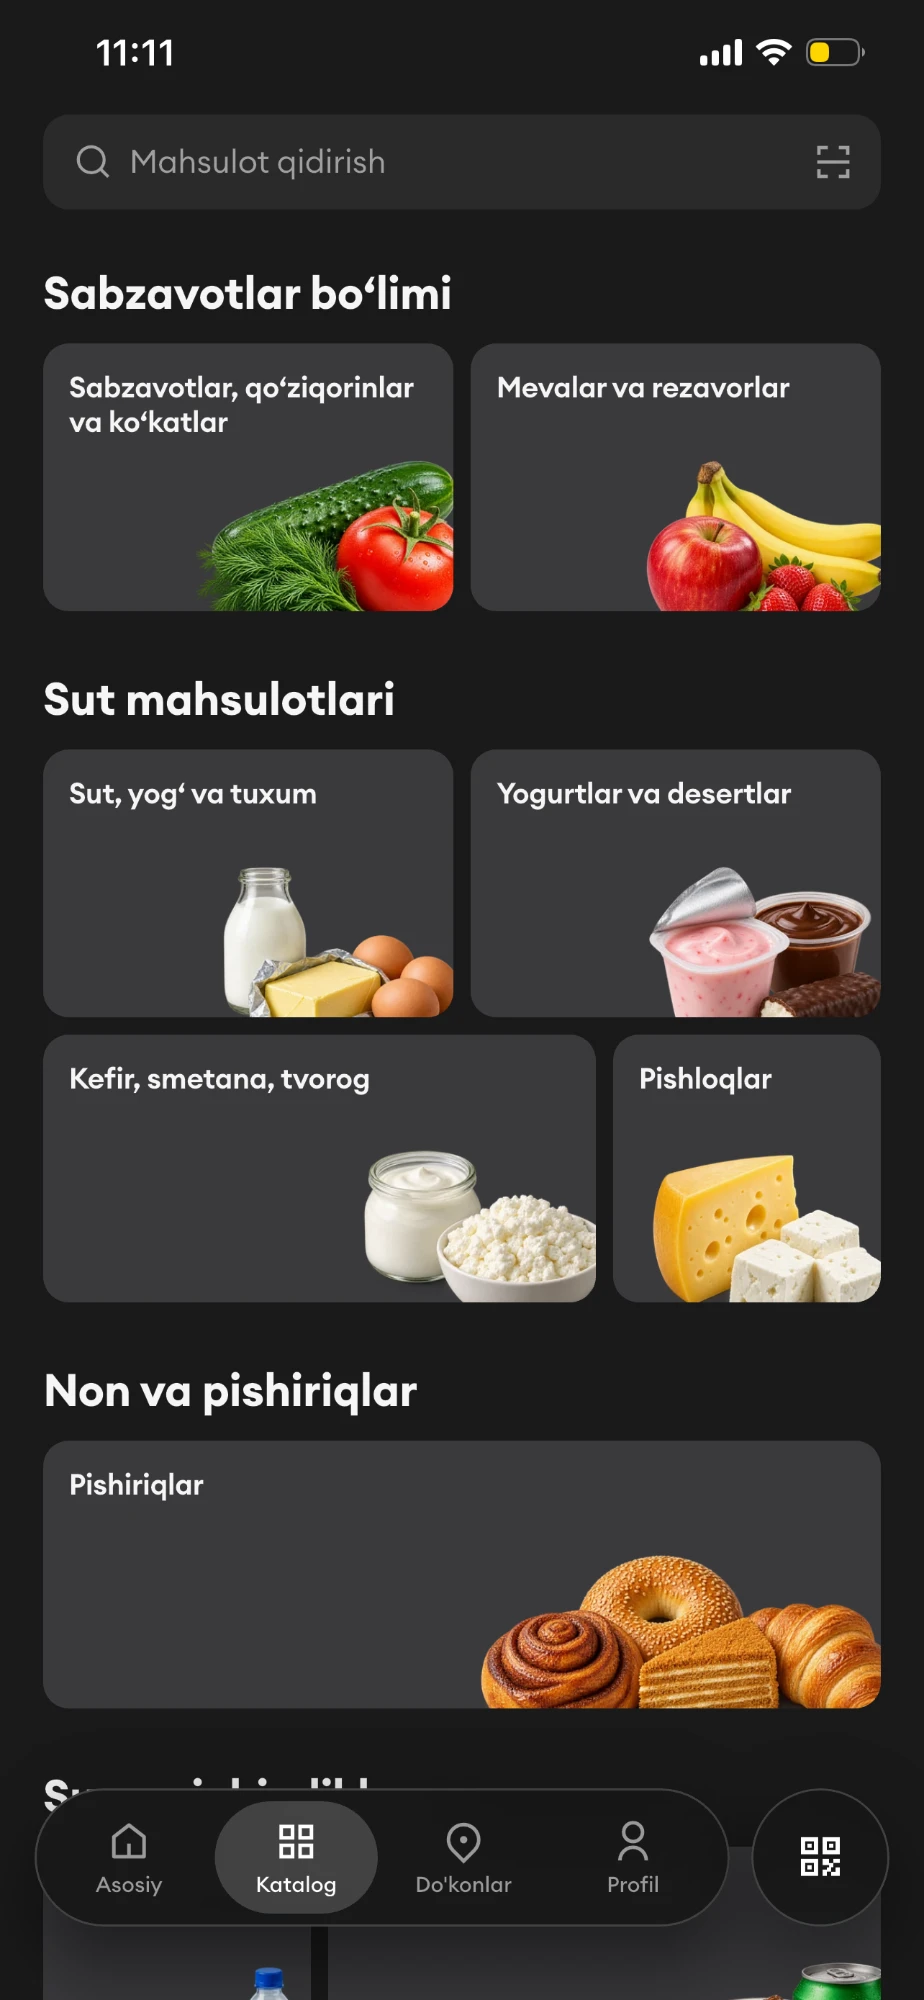 11:11
Mahsulot qidirish
Sabzavotlar bo‘limi
Sabzavotlar, qo‘ziqorinlar
va ko‘katlar
Mevalar va rezavorlar
Sut mahsulotlari
Sut, yog‘ va tuxum
Yogurtlar va desertlar
Kefir, smetana, tvorog
Pishloqlar
Non va pishiriqlar
Pishiriqlar
Asosiy
Katalog
Do'konlar
Profil